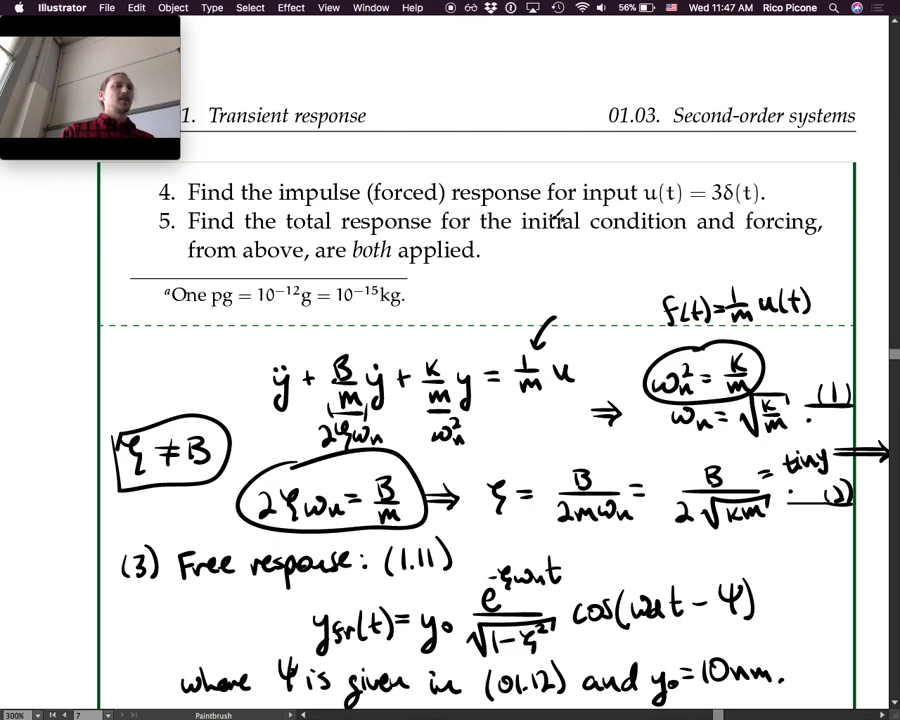 Illustrator File Edit Object Type Select Effect View Window Help 56% Wed 11:47 AM Rico Picone
1. Transient response 01.03. Second-order systems
4. Find the impulse (forced) response for input u(t) = 3δ(t).
5. Find the total response for the initial condition and forcing,
from above, are both applied.
ᵃOne pg = 10⁻¹²g = 10⁻¹⁵kg.
f(t) = 1/m u(t)
ÿ + B/m ẏ + K/m y = 1/m u
2ζωₙ ωₙ²
⇒ ωₙ² = K/m
ωₙ = √(K/m) . (1)
ζ ≠ B
2ζωₙ = B/m ⇒ ζ = B/(2mωₙ) = B/(2√(Km)) = tiny . (2)
(3) Free response: (1.11)
y_fr(t) = y₀ e^(-ζωₙt)/√(1-ζ²) cos(ω_d t - ψ)
where ψ is given in (01.12) and y₀ = 10nm.
300% 7 Paintbrush